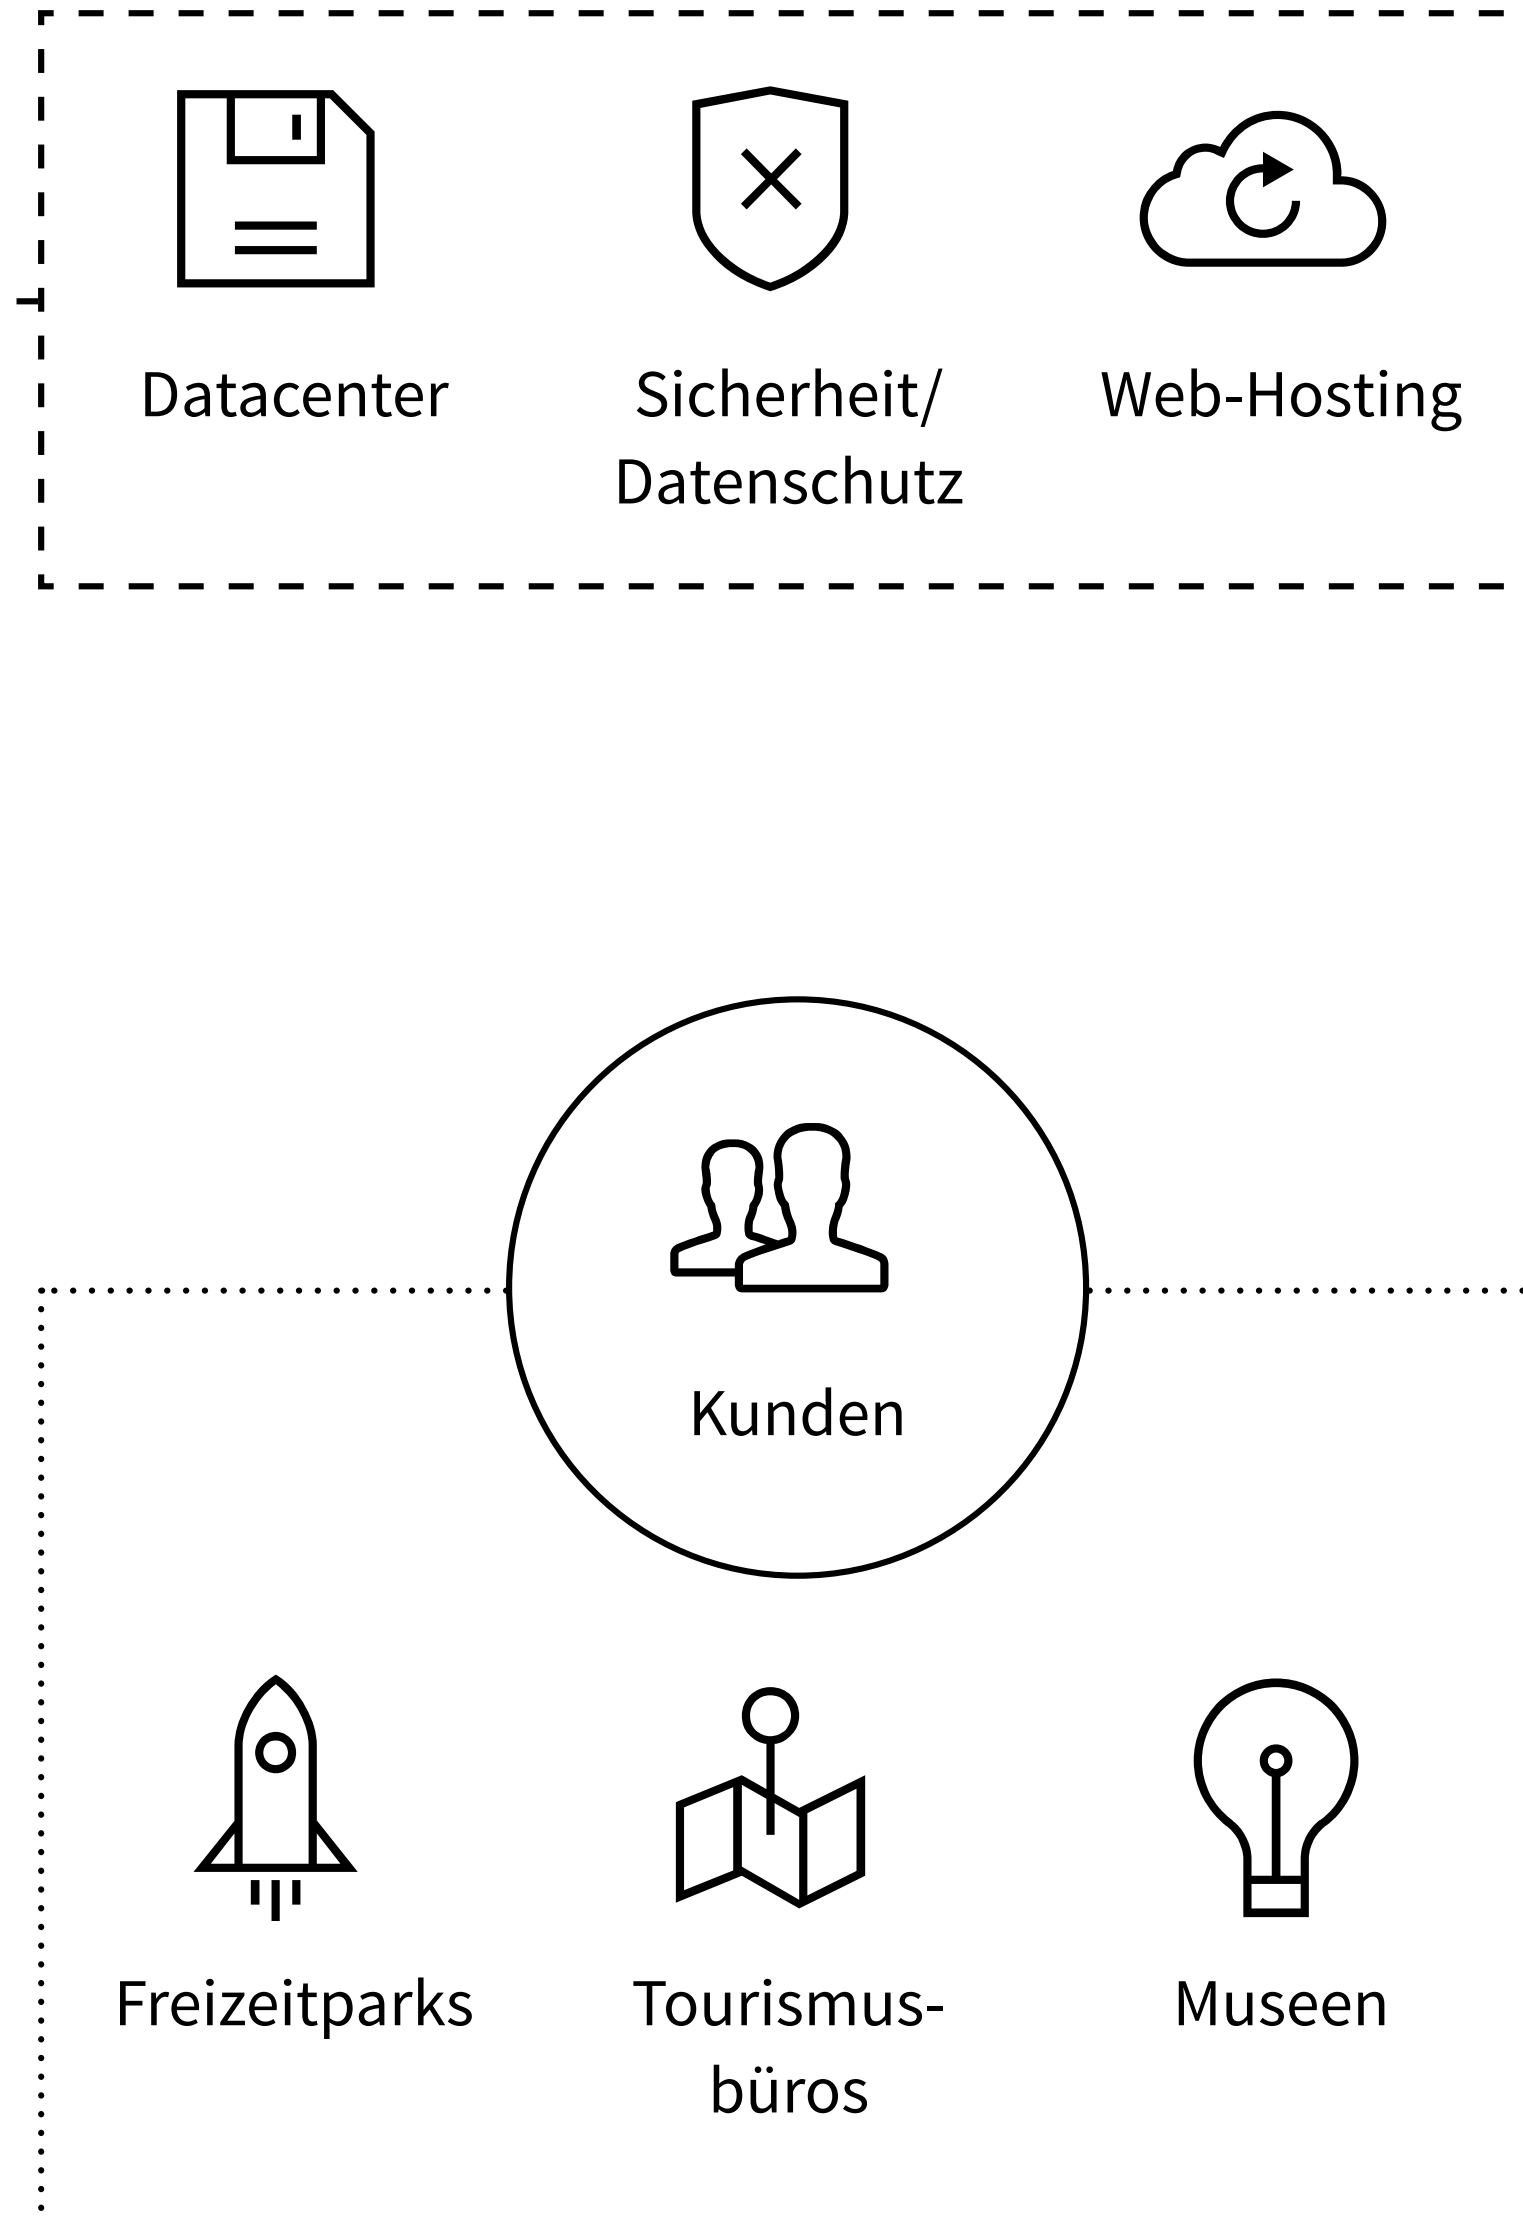 Datacenter
Sicherheit/
Datenschutz
Web-Hosting
Kunden
Freizeitparks
Tourismus-
büros
Museen